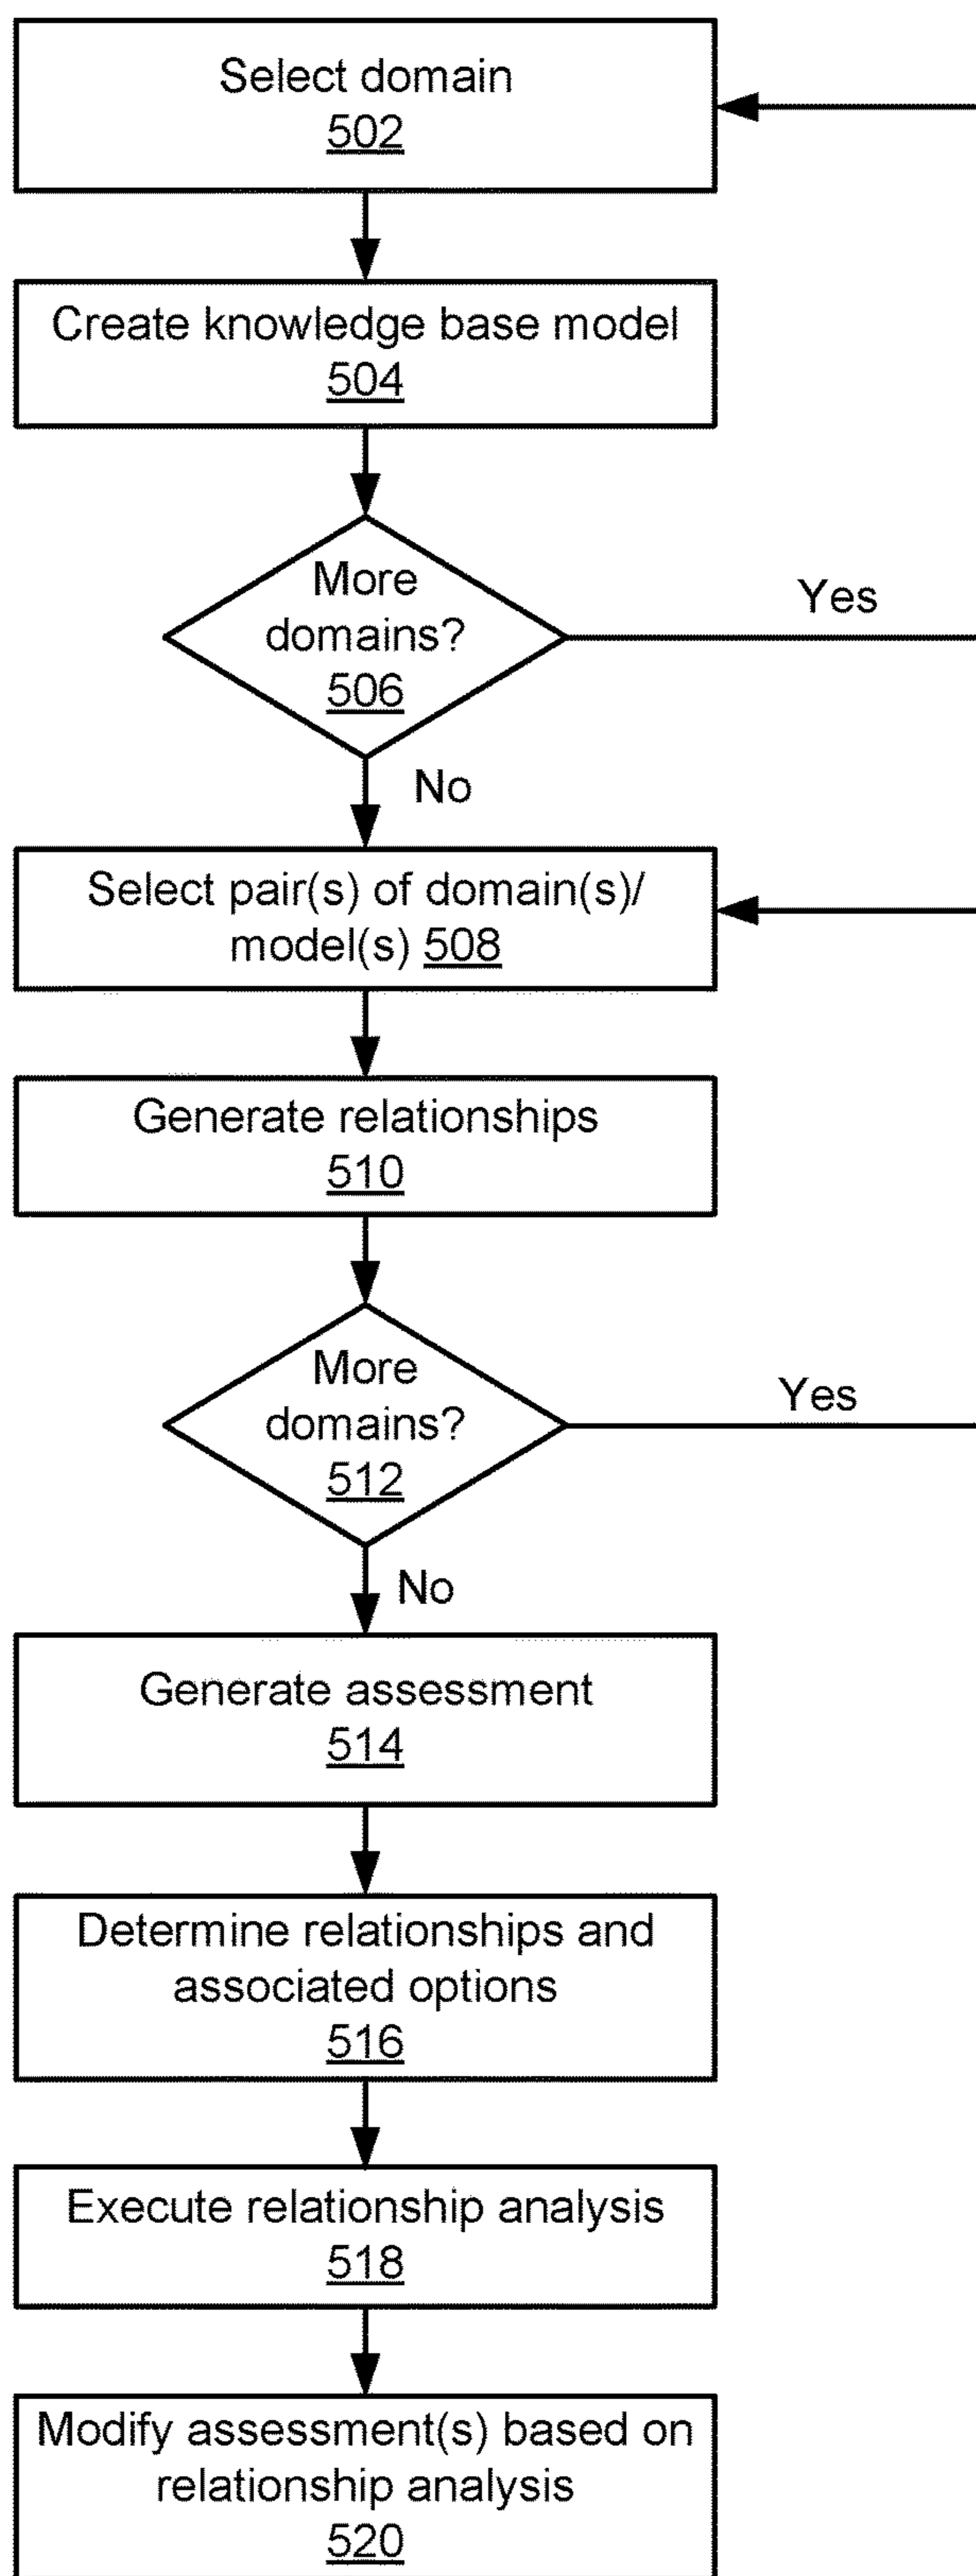 Select domain
502
Create knowledge base model
504
More
domains?
506
Yes
No
Select pair(s) of domain(s)/
model(s) 508
Generate relationships
510
More
domains?
512
Yes
No
Generate assessment
514
Determine relationships and
associated options
516
Execute relationship analysis
518
Modify assessment(s) based on
relationship analysis
520